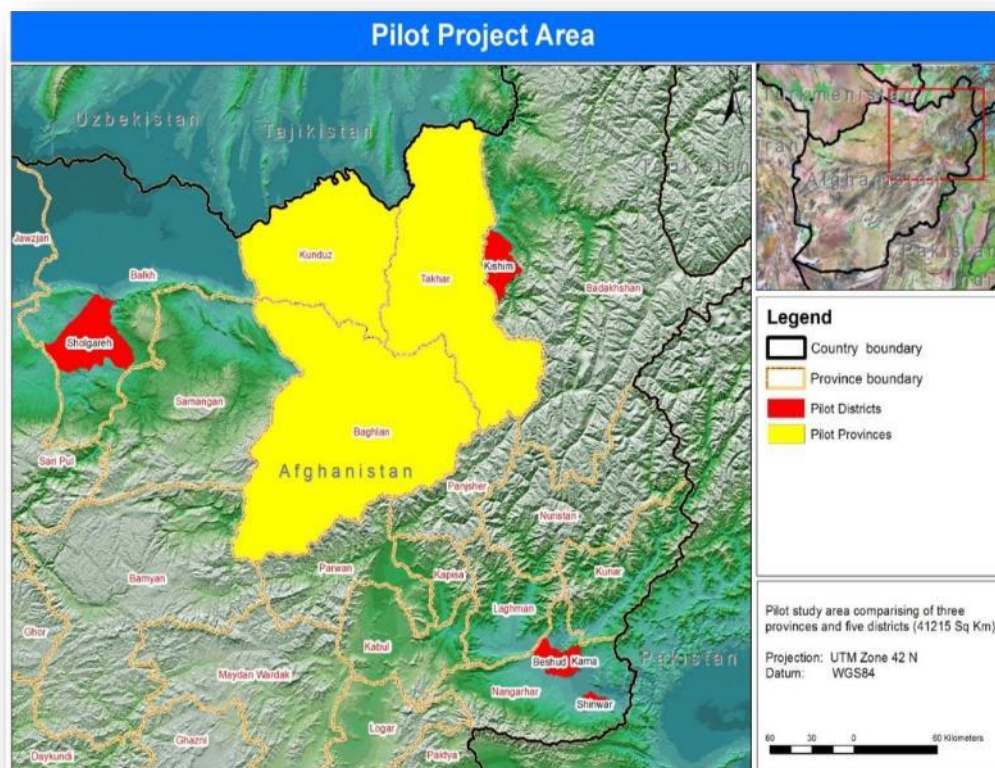 Pilot Project Area
Uzbekistan
Tajikistan
Jawzjan
Balkh
Kunduz
Takhar
Kishim
Badakhshan
Sholgareh
Samangan
Baghlan
Sari Pul
Afghanistan
Panjsher
Nuristan
Bamyan
Parwan
Kapisa
Kunar
Laghman
Ghor
Kabul
Beshud
Kama
Pakistan
Maydan Wardak
Nangarhar
Shinwar
Logar
Ghazni
Paktya
Daykundi
Turkmenistan
Afghanistan
Legend
Country boundary
Province boundary
Pilot Districts
Pilot Provinces
Pilot study area comparising of three
provinces and five districts (41215 Sq Km)
Projection: UTM Zone 42 N
Datum: WGS84
60 30 0 60 Kilometers